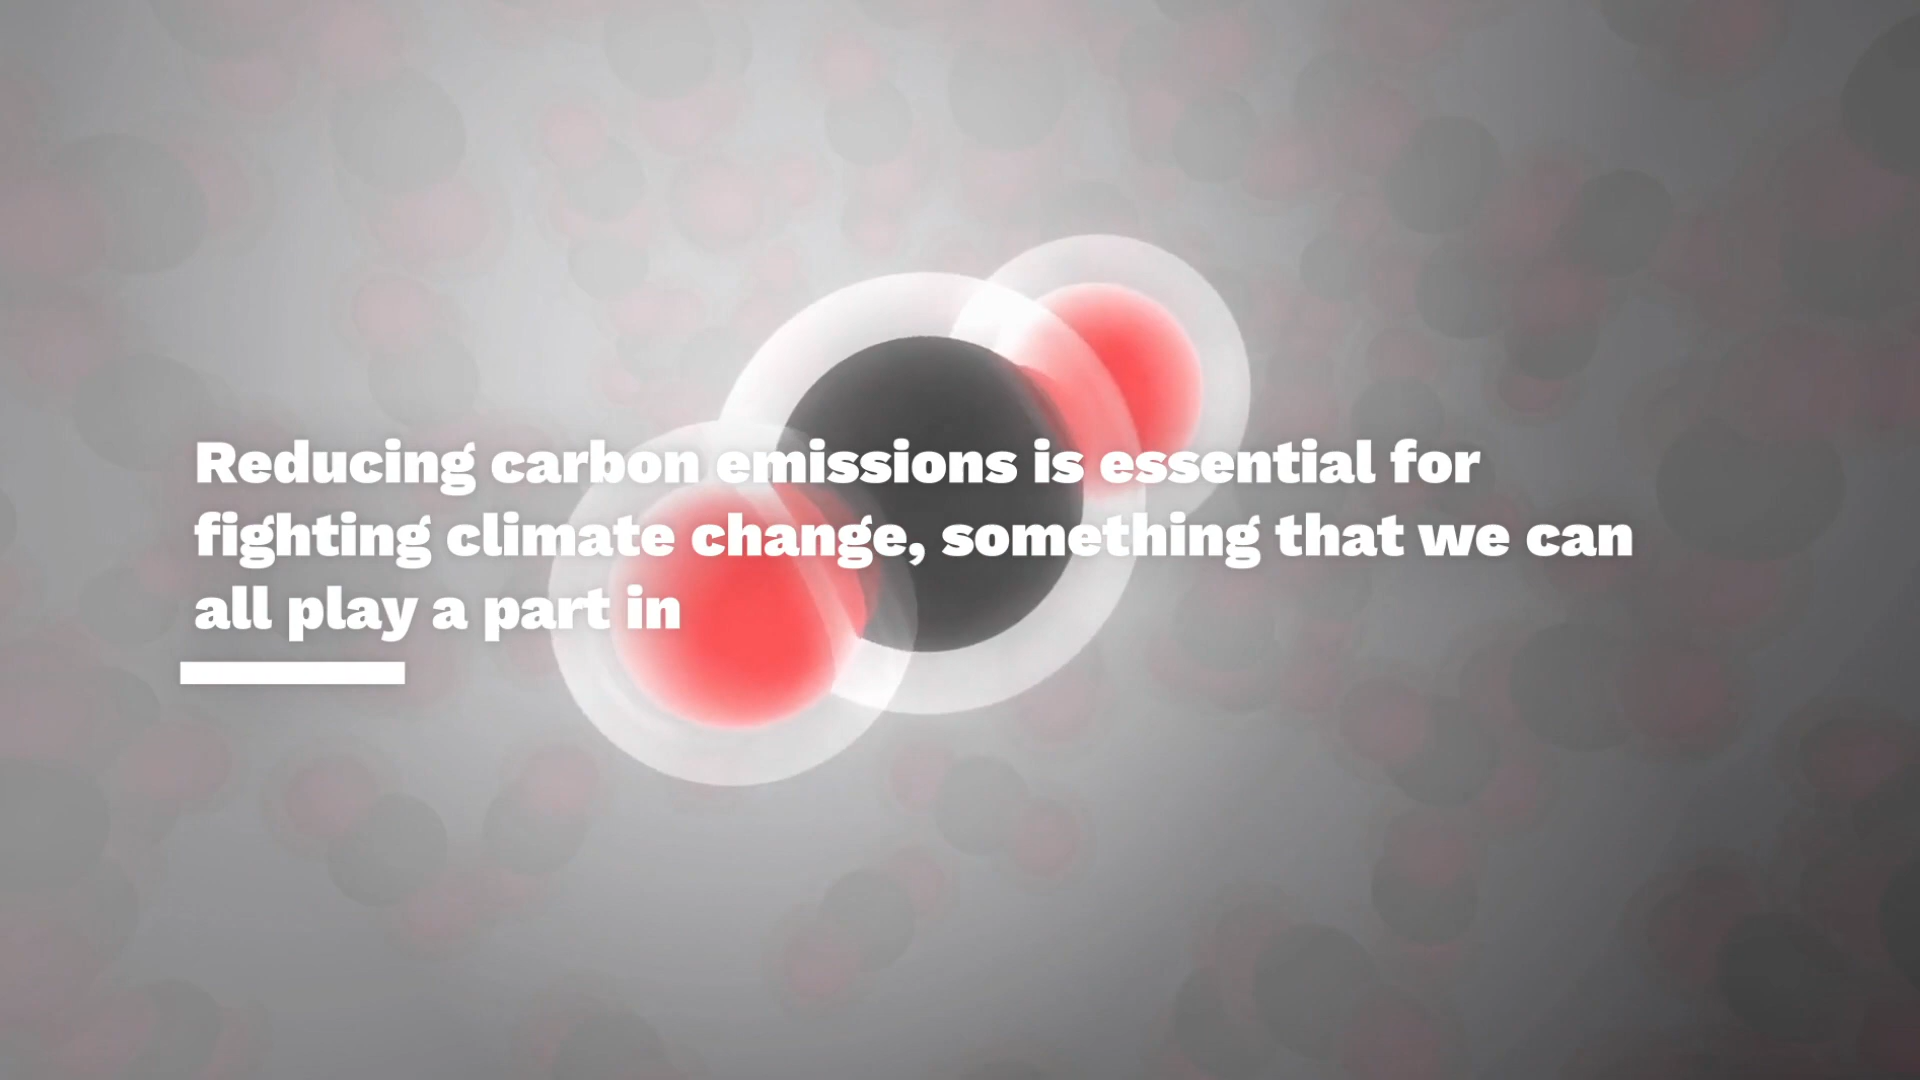 Reducing carbon emissions is essential for
fighting climate change, something that we can
all play a part in